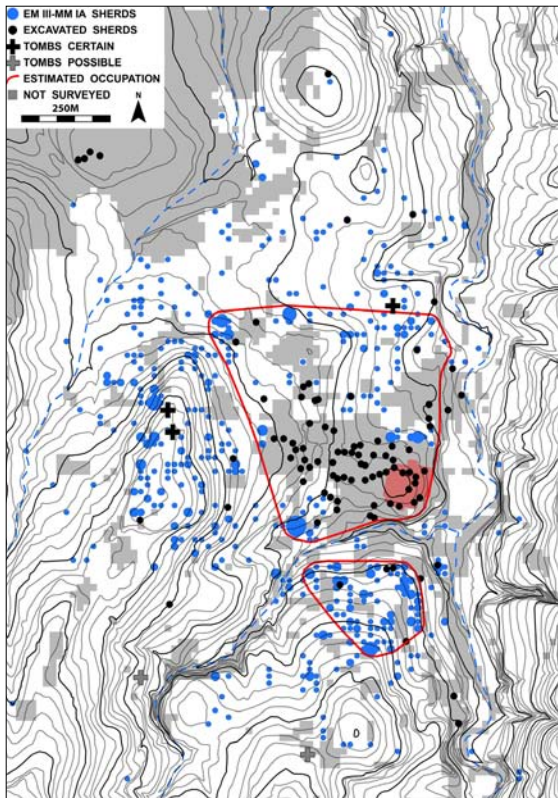 EM III-MM IA SHERDS
EXCAVATED SHERDS
TOMBS CERTAIN
TOMBS POSSIBLE
ESTIMATED OCCUPATION
NOT SURVEYED
250M
N